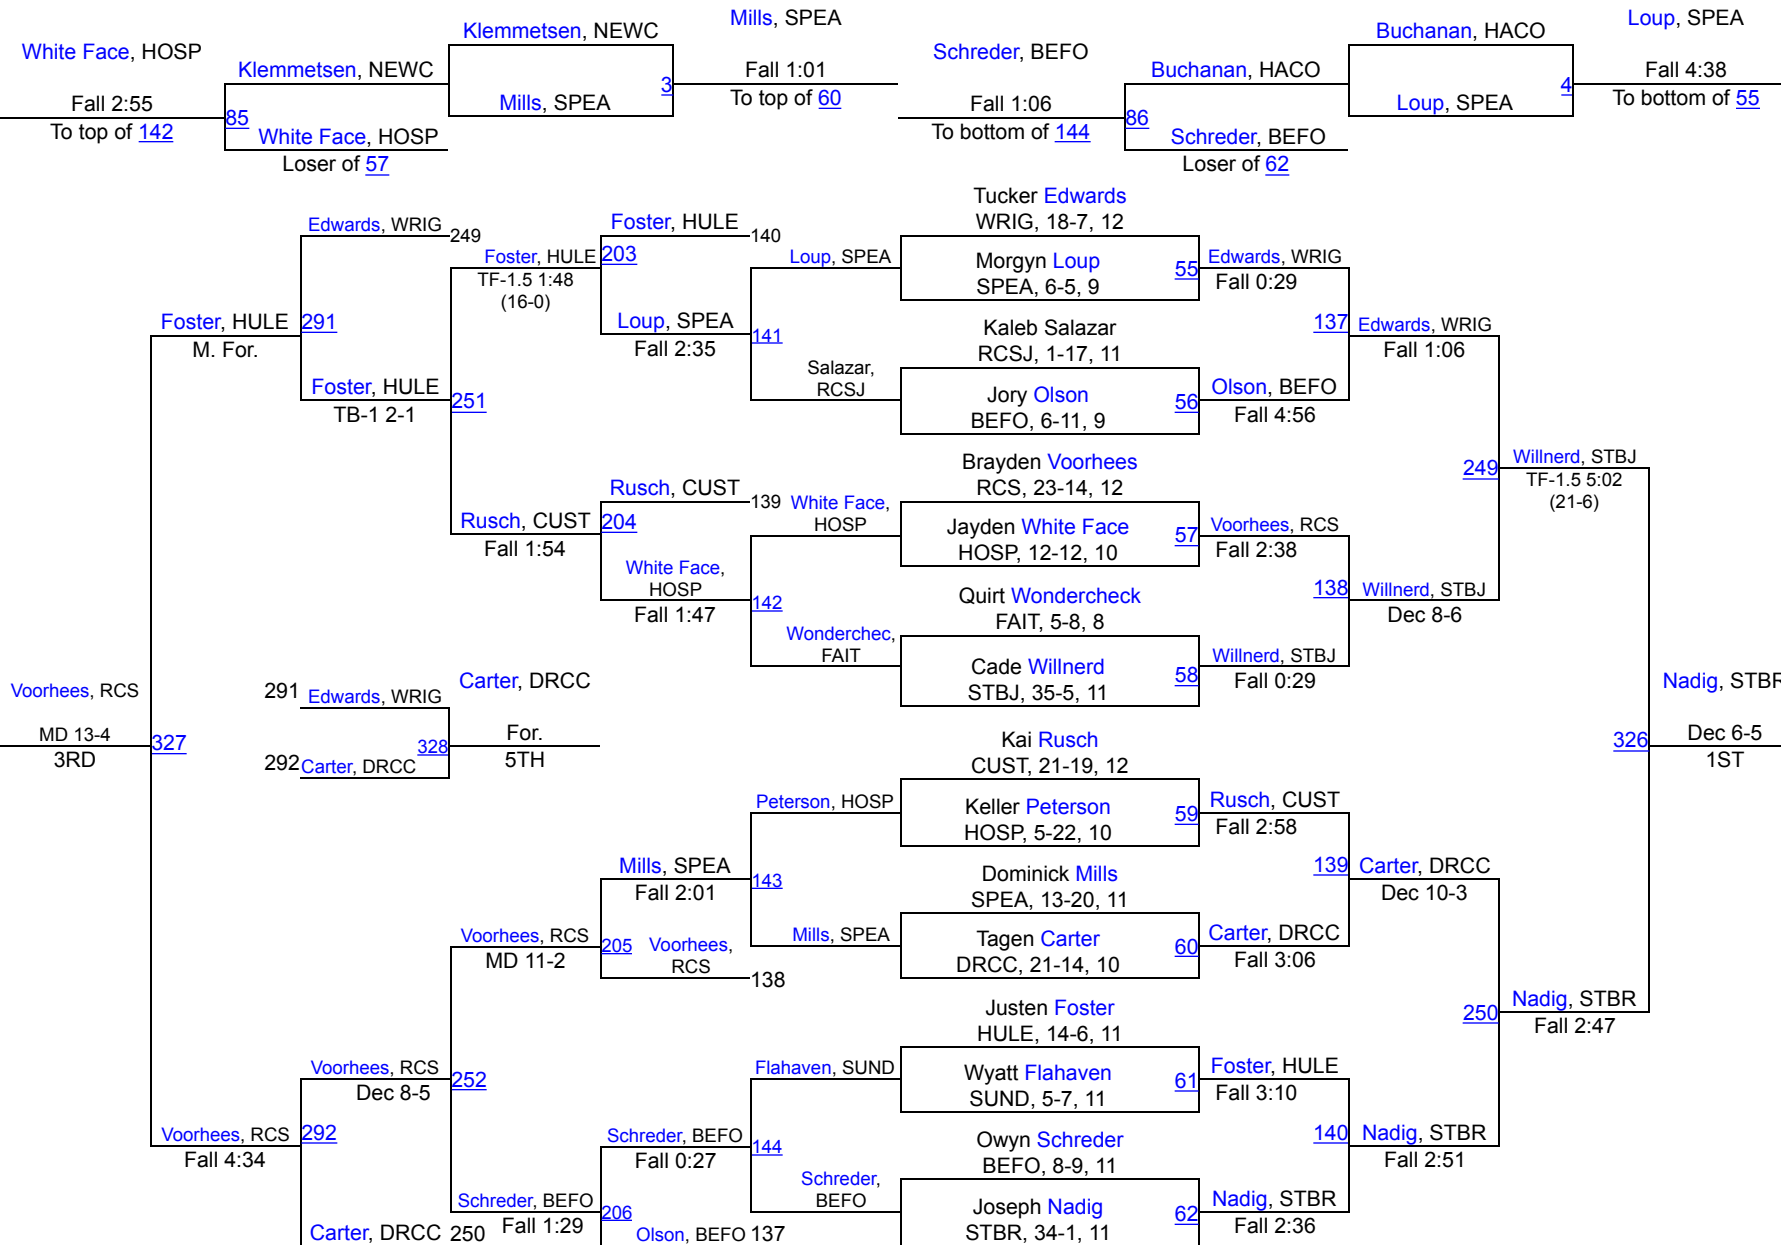 Mills, SPEA
Loup, SPEA
Klemmetsen, NEWC
Buchanan, HACO
White Face, HOSP
Schreder, BEFO
Klemmetsen, NEWC
3
Fall 1:01
Buchanan, HACO
4
Fall 4:38
Fall 2:55
Mills, SPEA
To top of 60
Fall 1:06
Loup, SPEA
To bottom of 55
To top of 142
85
White Face, HOSP
To bottom of 144
86
Schreder, BEFO
Loser of 57
Loser of 62
Tucker Edwards
WRIG, 18-7, 12
Edwards, WRIG
249
Foster, HULE
140
Foster, HULE
TF-1.5 1:48
(16-0)
203
Loup, SPEA
Morgyn Loup
SPEA, 6-5, 9
55
Edwards, WRIG
Fall 0:29
Foster, HULE
M. For.
291
Loup, SPEA
Fall 2:35
141
Kaleb Salazar
RCSJ, 1-17, 11
137
Edwards, WRIG
Fall 1:06
Foster, HULE
TB-1 2-1
251
Salazar,
RCSJ
Jory Olson
BEFO, 6-11, 9
56
Olson, BEFO
Fall 4:56
Brayden Voorhees
RCS, 23-14, 12
249
Willnerd, STBJ
TF-1.5 5:02
(21-6)
Rusch, CUST
139
White Face,
HOSP
Rusch, CUST
Fall 1:54
204
Jayden White Face
HOSP, 12-12, 10
57
Voorhees, RCS
Fall 2:38
White Face,
HOSP
Fall 1:47
142
Quirt Wondercheck
FAIT, 5-8, 8
138
Willnerd, STBJ
Dec 8-6
Wonderchec,
FAIT
Cade Willnerd
STBJ, 35-5, 11
58
Willnerd, STBJ
Fall 0:29
Voorhees, RCS
291
Edwards, WRIG
Carter, DRCC
Nadig, STBR
MD 13-4
3RD
327
292
Carter, DRCC
328
For.
5TH
Kai Rusch
CUST, 21-19, 12
326
Dec 6-5
1ST
Peterson, HOSP
Keller Peterson
HOSP, 5-22, 10
59
Rusch, CUST
Fall 2:58
Mills, SPEA
Fall 2:01
143
Dominick Mills
SPEA, 13-20, 11
139
Carter, DRCC
Dec 10-3
Voorhees, RCS
MD 11-2
205
Voorhees,
RCS
138
Mills, SPEA
Tagen Carter
DRCC, 21-14, 10
60
Carter, DRCC
Fall 3:06
Justen Foster
HULE, 14-6, 11
250
Nadig, STBR
Fall 2:47
Voorhees, RCS
Dec 8-5
252
Flahaven, SUND
Wyatt Flahaven
SUND, 5-7, 11
61
Foster, HULE
Fall 3:10
Voorhees, RCS
Fall 4:34
292
Schreder, BEFO
Fall 0:27
144
Owyn Schreder
BEFO, 8-9, 11
140
Nadig, STBR
Fall 2:51
Schreder, BEFO
Fall 1:29
206
Schreder,
BEFO
Joseph Nadig
STBR, 34-1, 11
62
Nadig, STBR
Fall 2:36
Carter, DRCC
250
Olson, BEFO
137